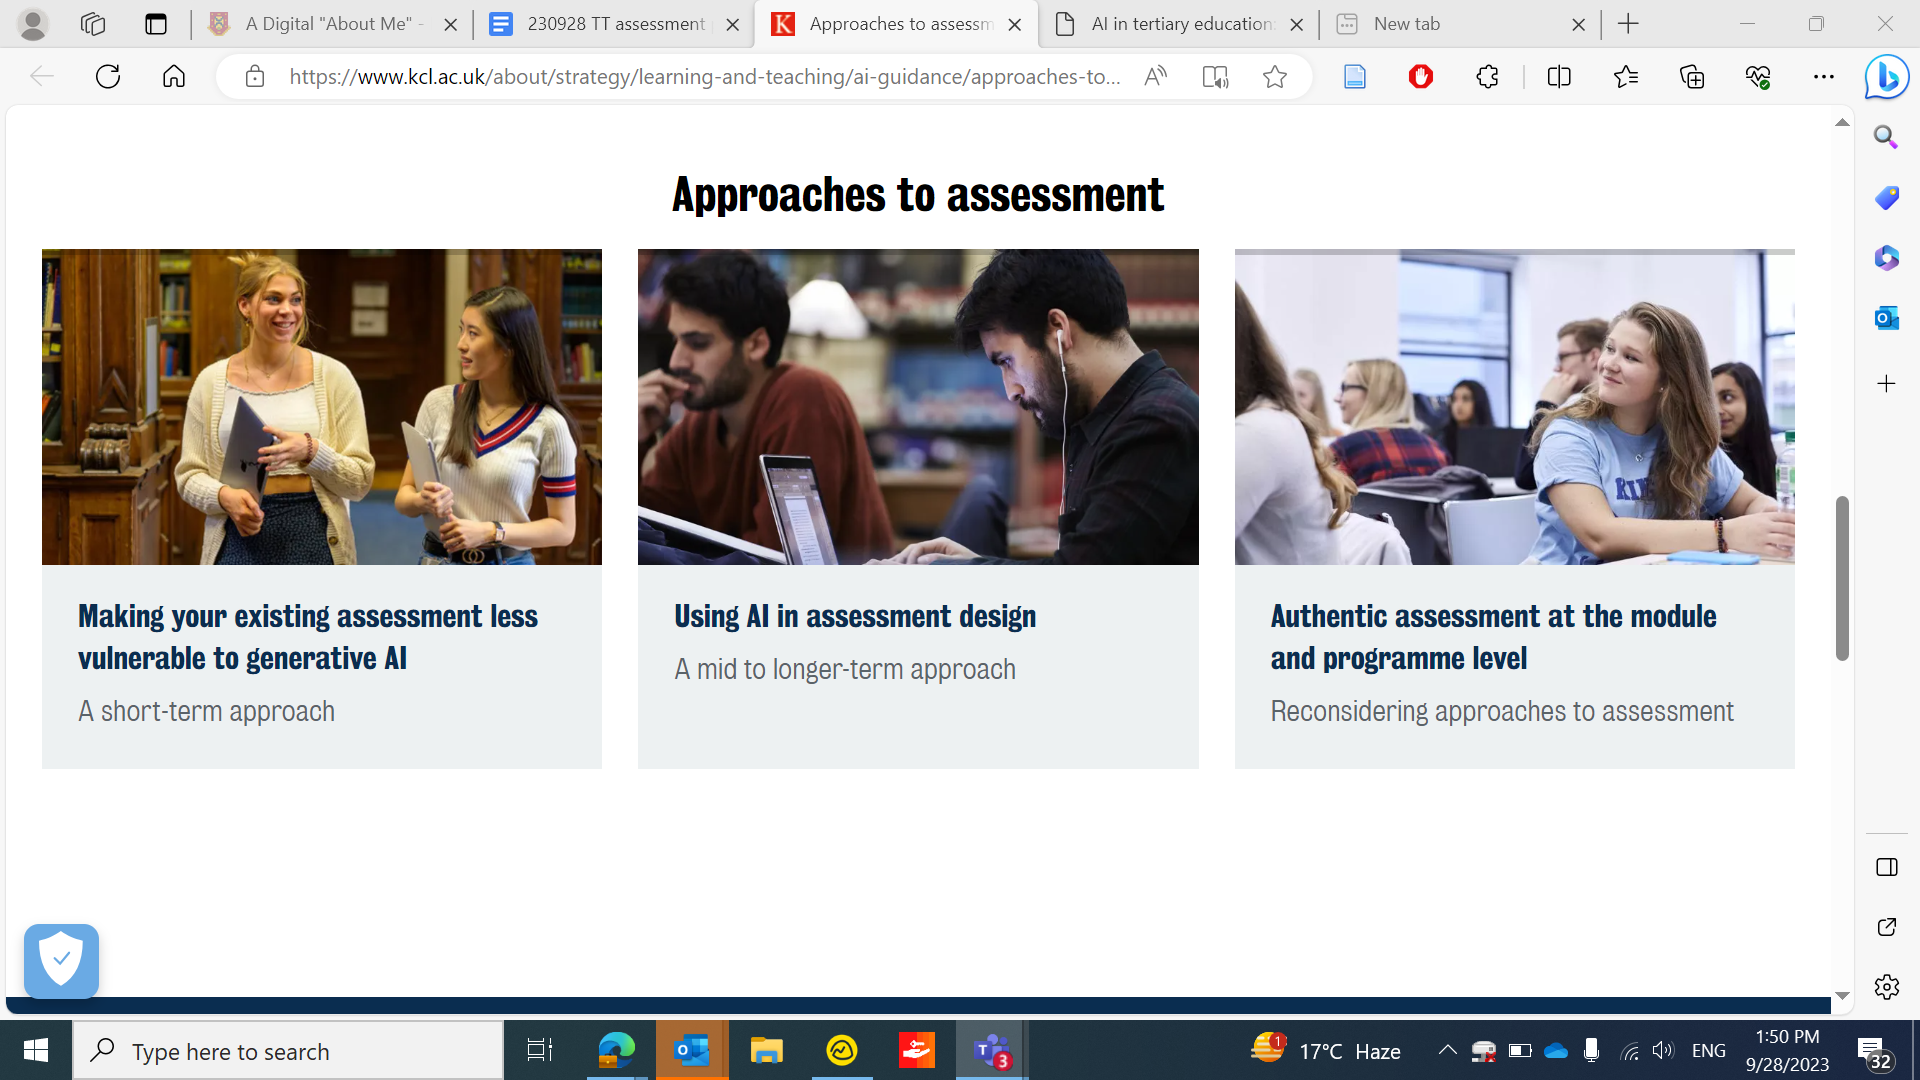 A Digital "About Me" -
230928 TT assessment
Approaches to assessm
AI in tertiary education:
New tab
https://www.kcl.ac.uk/about/strategy/learning-and-teaching/ai-guidance/approaches-to...
Approaches to assessment
Making your existing assessment less
vulnerable to generative AI
A short-term approach
Using AI in assessment design
A mid to longer-term approach
Authentic assessment at the module
and programme level
Reconsidering approaches to assessment
Type here to search
3
1
17°C Haze
ENG
1:50 PM
9/28/2023
32